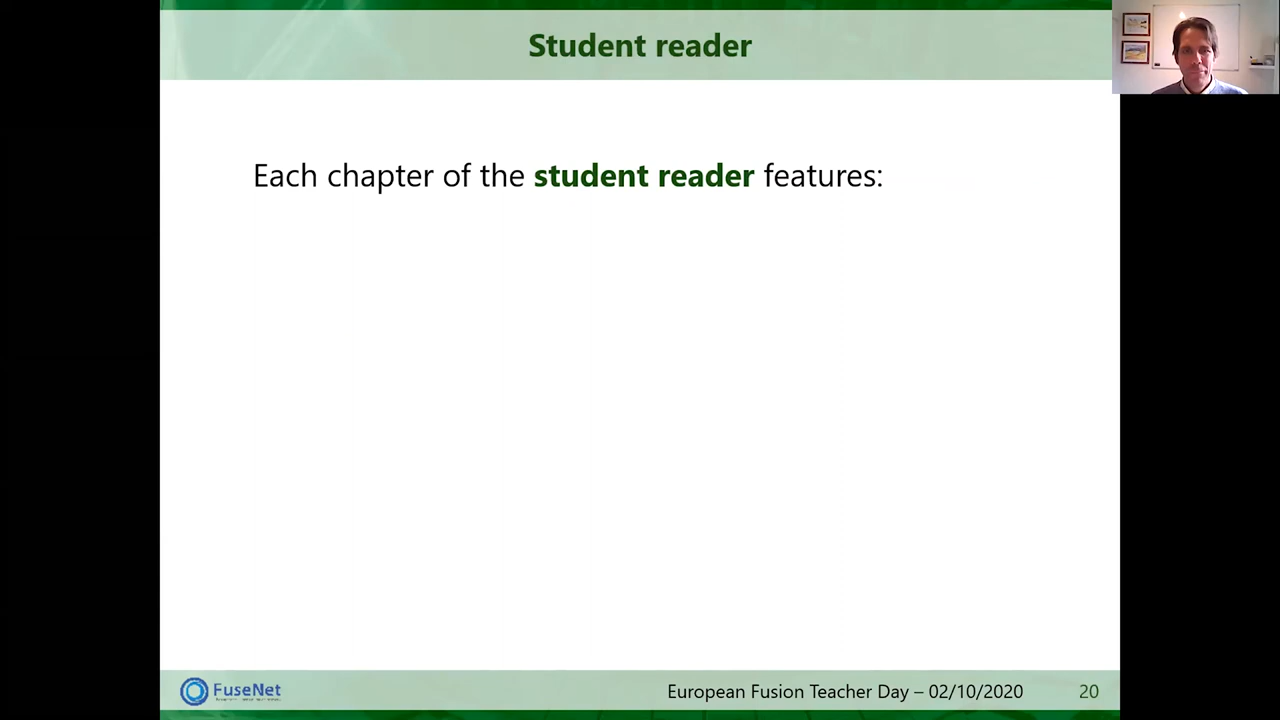 Student reader
Each chapter of the student reader features:
FuseNet
European Fusion Teacher Day – 02/10/2020
20